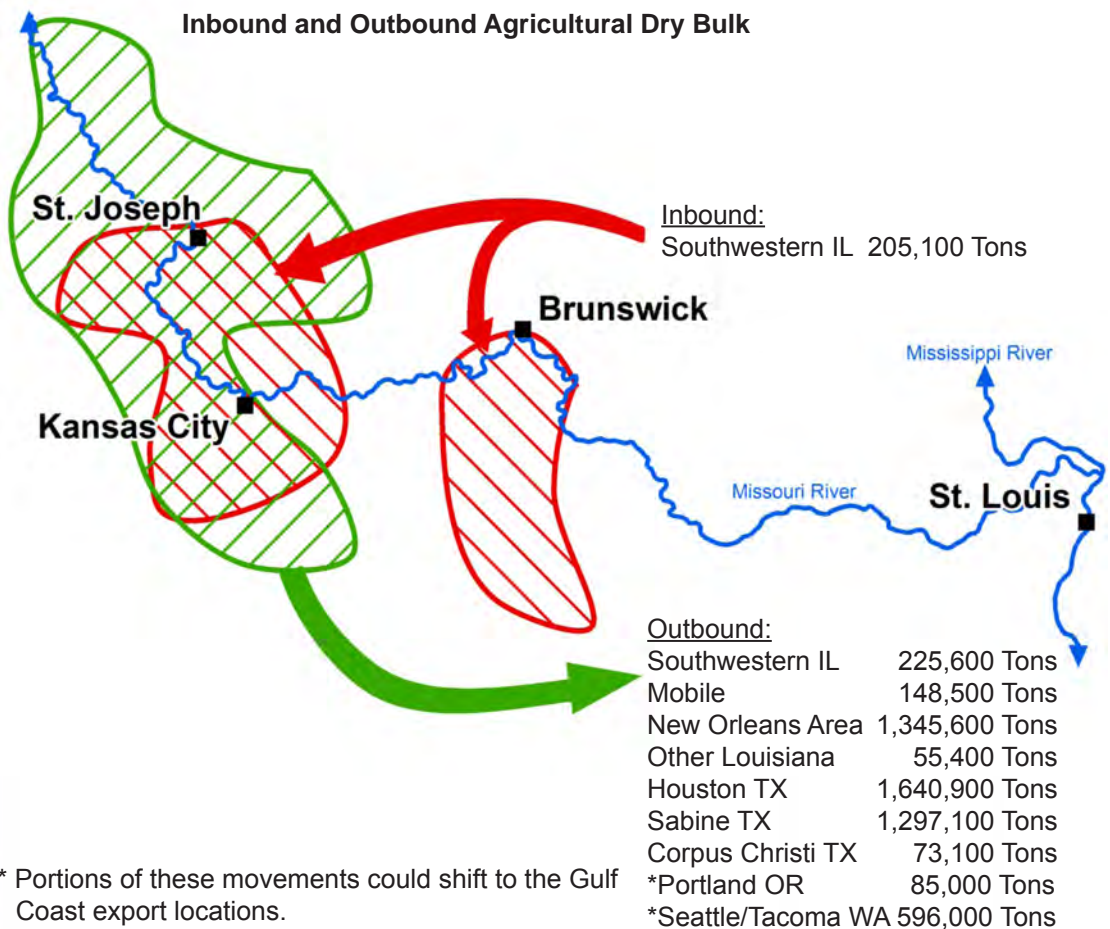 Inbound and Outbound Agricultural Dry Bulk
St. Joseph
Inbound:
Southwestern IL 205,100 Tons
Brunswick
Mississippi River
Kansas City
Missouri River
St. Louis
Outbound:
Southwestern IL 225,600 Tons
Mobile 148,500 Tons
New Orleans Area 1,345,600 Tons
Other Louisiana 55,400 Tons
Houston TX 1,640,900 Tons
Sabine TX 1,297,100 Tons
Corpus Christi TX 73,100 Tons
*Portland OR 85,000 Tons
*Seattle/Tacoma WA 596,000 Tons
* Portions of these movements could shift to the Gulf
Coast export locations.